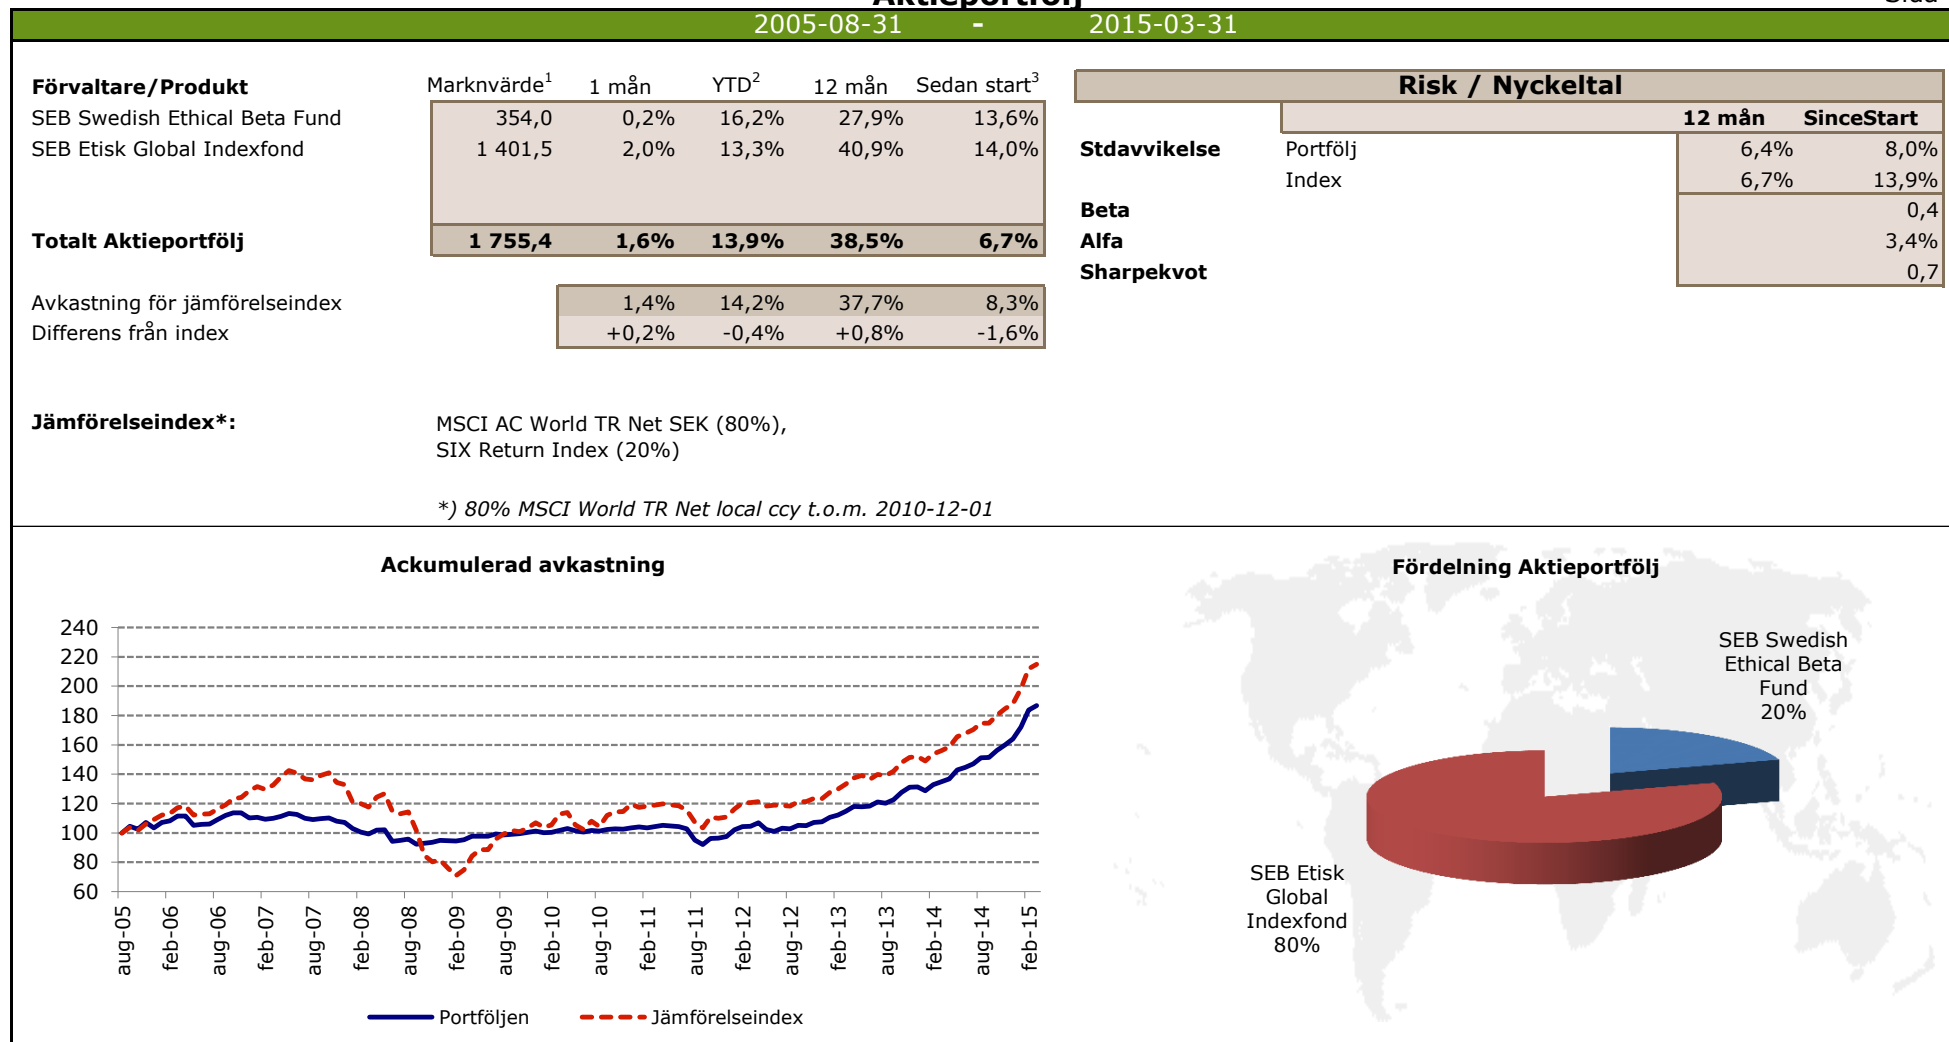 Aktieportfölj
2005-08-31 - 2015-03-31
Förvaltare/Produkt Marknvärde1 1 mån YTD2 12 mån Sedan start3
SEB Swedish Ethical Beta Fund 354,0 0,2% 16,2% 27,9% 13,6%
SEB Etisk Global Indexfond 1 401,5 2,0% 13,3% 40,9% 14,0%
Totalt Aktieportfölj 1 755,4 1,6% 13,9% 38,5% 6,7%
Avkastning för jämförelseindex 1,4% 14,2% 37,7% 8,3%
Differens från index +0,2% -0,4% +0,8% -1,6%
Risk / Nyckeltal
12 mån SinceStart
Stdavvikelse Portfölj 6,4% 8,0%
Index 6,7% 13,9%
Beta 0,4
Alfa 3,4%
Sharpekvot 0,7
Jämförelseindex*: MSCI AC World TR Net SEK (80%),
SIX Return Index (20%)
*) 80% MSCI World TR Net local ccy t.o.m. 2010-12-01
Ackumulerad avkastning
240
220
200
180
160
140
120
100
80
60
aug-05
feb-06
aug-06
feb-07
aug-07
feb-08
aug-08
feb-09
aug-09
feb-10
aug-10
feb-11
aug-11
feb-12
aug-12
feb-13
aug-13
feb-14
aug-14
feb-15
Portföljen Jämförelseindex
Fördelning Aktieportfölj
SEB Swedish
Ethical Beta
Fund
20%
SEB Etisk
Global
Indexfond
80%